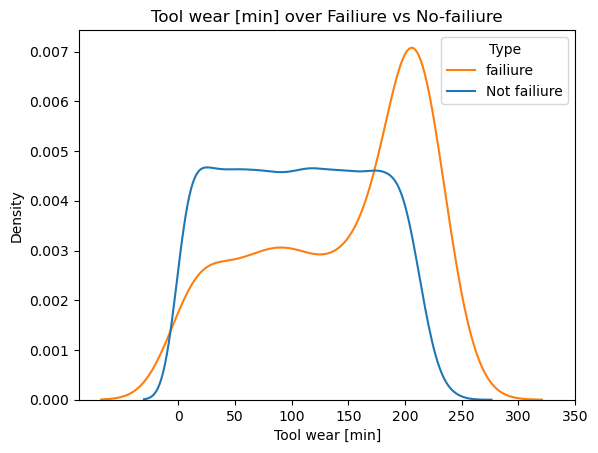 Tool wear [min] over Failiure vs No-failiure
Type
failiure
Not failiure
0.007
0.006
0.005
0.004
0.003
0.002
0.001
0.000
Density
0 50 100 150 200 250 300 350
Tool wear [min]